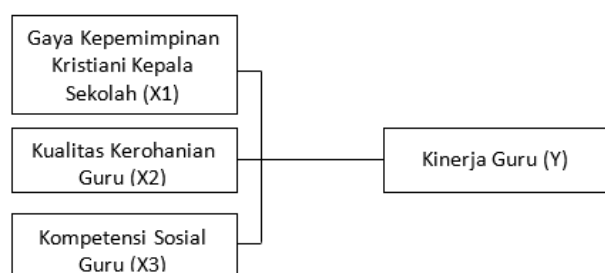 Gaya Kepemimpinan
Kristiani Kepala
Sekolah (X1)
Kualitas Kerohanian
Guru (X2)
Kinerja Guru (Y)
Kompetensi Sosial
Guru (X3)